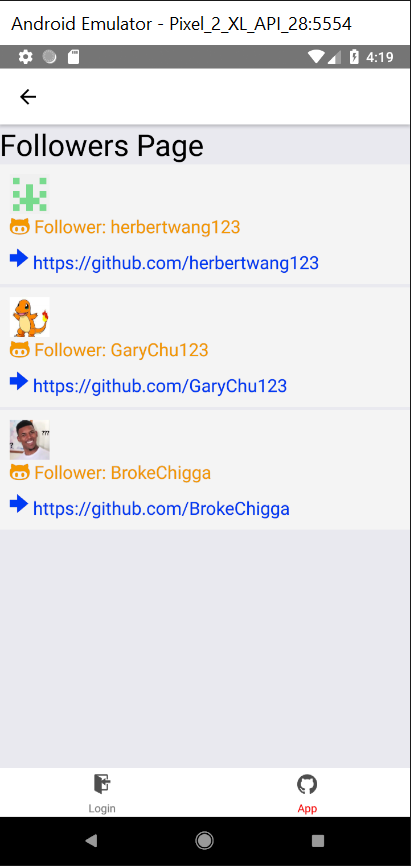 Android Emulator - Pixel_2_XL_API_28:5554
4:19
Followers Page
Follower: herbertwang123
https://github.com/herbertwang123
Follower: GaryChu123
https://github.com/GaryChu123
???
Follower: BrokeChigga
https://github.com/BrokeChigga
Login
App